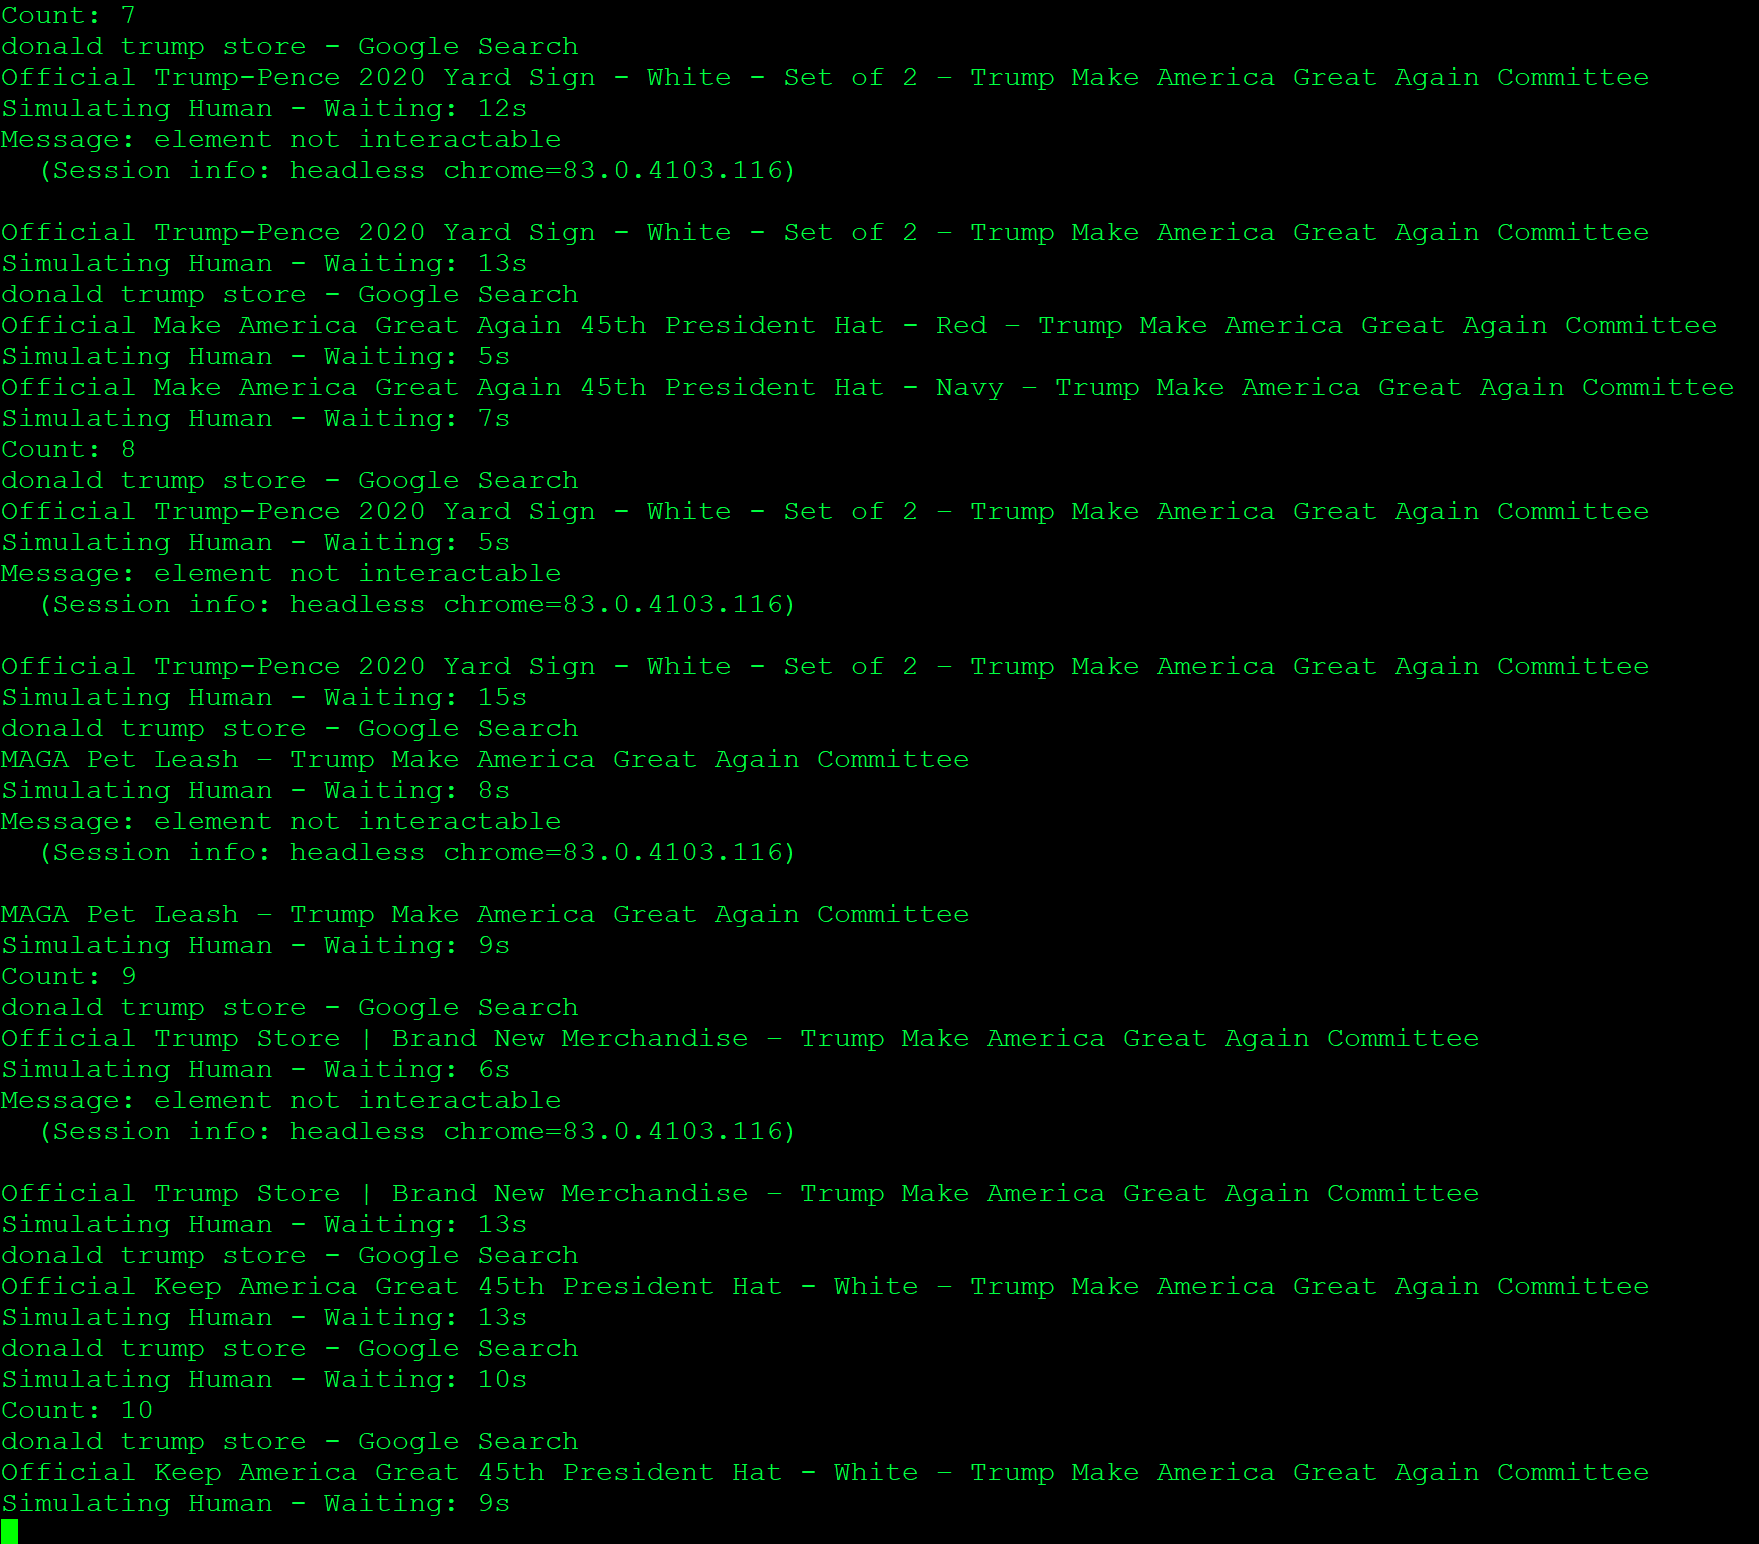 Count: 7
donald trump store - Google Search
Official Trump-Pence 2020 Yard Sign - White - Set of 2 – Trump Make America Great Again Committee
Simulating Human - Waiting: 12s
Message: element not interactable
  (Session info: headless chrome=83.0.4103.116)

Official Trump-Pence 2020 Yard Sign - White - Set of 2 – Trump Make America Great Again Committee
Simulating Human - Waiting: 13s
donald trump store - Google Search
Official Make America Great Again 45th President Hat - Red – Trump Make America Great Again Committee
Simulating Human - Waiting: 5s
Official Make America Great Again 45th President Hat - Navy – Trump Make America Great Again Committee
Simulating Human - Waiting: 7s
Count: 8
donald trump store - Google Search
Official Trump-Pence 2020 Yard Sign - White - Set of 2 – Trump Make America Great Again Committee
Simulating Human - Waiting: 5s
Message: element not interactable
  (Session info: headless chrome=83.0.4103.116)

Official Trump-Pence 2020 Yard Sign - White - Set of 2 – Trump Make America Great Again Committee
Simulating Human - Waiting: 15s
donald trump store - Google Search
MAGA Pet Leash – Trump Make America Great Again Committee
Simulating Human - Waiting: 8s
Message: element not interactable
  (Session info: headless chrome=83.0.4103.116)

MAGA Pet Leash – Trump Make America Great Again Committee
Simulating Human - Waiting: 9s
Count: 9
donald trump store - Google Search
Official Trump Store | Brand New Merchandise – Trump Make America Great Again Committee
Simulating Human - Waiting: 6s
Message: element not interactable
  (Session info: headless chrome=83.0.4103.116)

Official Trump Store | Brand New Merchandise – Trump Make America Great Again Committee
Simulating Human - Waiting: 13s
donald trump store - Google Search
Official Keep America Great 45th President Hat - White – Trump Make America Great Again Committee
Simulating Human - Waiting: 13s
donald trump store - Google Search
Simulating Human - Waiting: 10s
Count: 10
donald trump store - Google Search
Official Keep America Great 45th President Hat - White – Trump Make America Great Again Committee
Simulating Human - Waiting: 9s